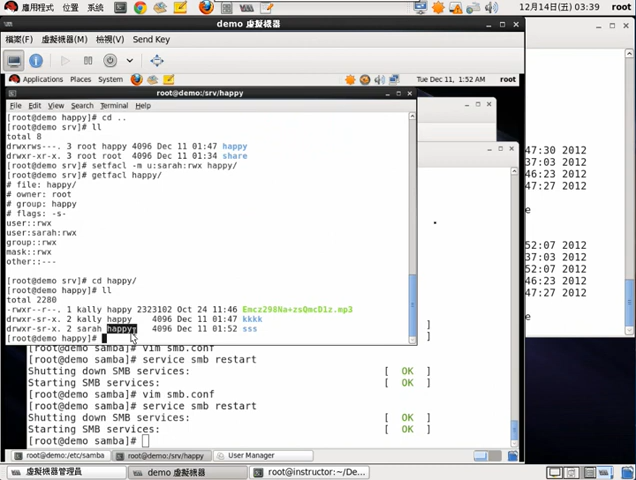 應用程式 位置 系統 12月14日(五) 03:39 root
demo 虛擬機器
檔案(F) 虛擬機器(M) 檢視(V) Send Key
Applications Places System Tue Dec 11, 1:52 AM root
root@demo:/srv/happy
File Edit View Search Terminal Help
[root@demo happy]# cd ..
[root@demo srv]# ll
total 8
drwxrws---. 3 root happy 4096 Dec 11 01:47 happy
drwxr-xr-x. 3 root root 4096 Dec 11 01:34 share
[root@demo srv]# setfacl -m u:sarah:rwx happy/
[root@demo srv]# getfacl happy/
# file: happy/
# owner: root
# group: happy
# flags: -s-
user::rwx
user:sarah:rwx
group::rwx
mask::rwx
other::---
[root@demo srv]# cd happy/
[root@demo happy]# ll
total 2280
-rwxr--r--. 1 kally happy 2323102 Oct 24 11:46 Emcz298Na+zsQmcD1z.mp3
drwxr-sr-x. 2 kally happy 4096 Dec 11 01:47 kkkk
drwxr-sr-x. 2 sarah happy 4096 Dec 11 01:52 sss
[root@demo happy]#
47:30 2012
37:03 2012
46:23 2012
47:27 2012
e
52:07 2012
37:03 2012
46:23 2012
47:27 2012
e
]
]
[root@demo samba]# vim smb.conf
[root@demo samba]# service smb restart
Shutting down SMB services: [ OK ]
Starting SMB services: [ OK ]
[root@demo samba]# vim smb.conf
[root@demo samba]# service smb restart
Shutting down SMB services: [ OK ]
Starting SMB services: [ OK ]
[root@demo samba]#
root@demo:/etc/samba root@demo:/srv/happy User Manager
虛擬機器管理員 demo 虛擬機器 root@instructor:~/De...